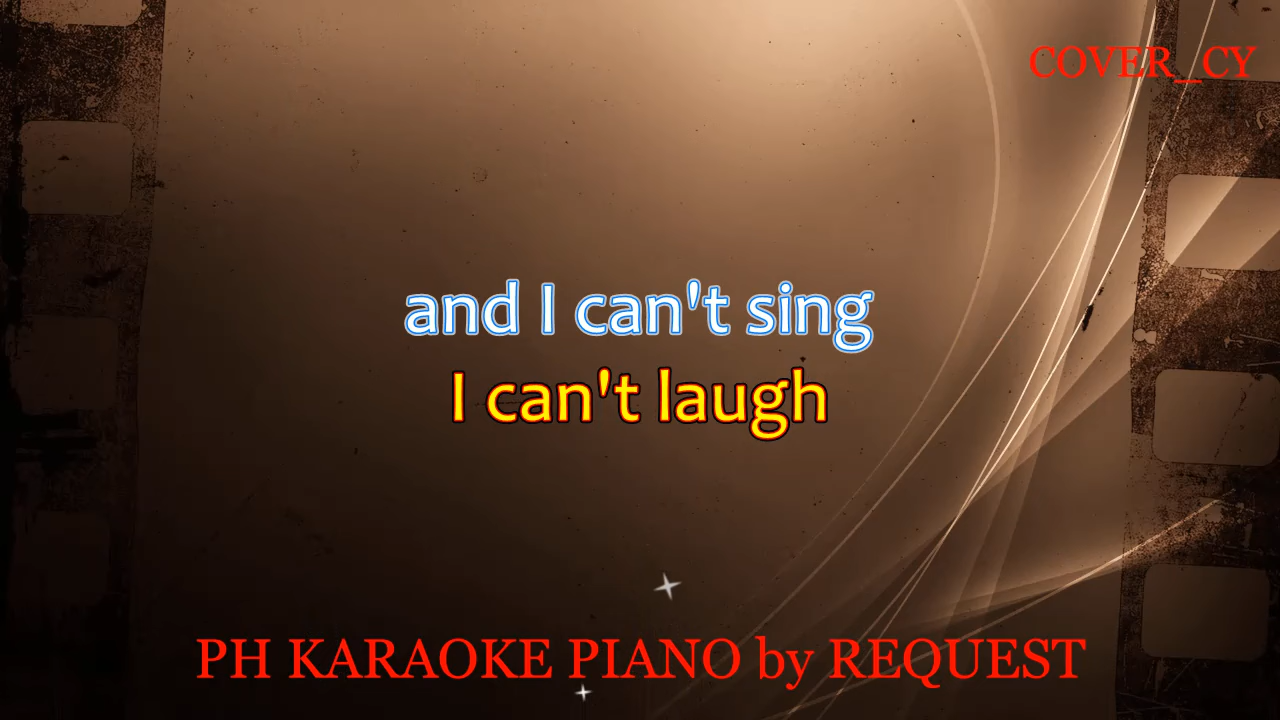 COVER_CY
and I can't sing
I can't laugh
PH KARAOKE PIANO by REQUEST